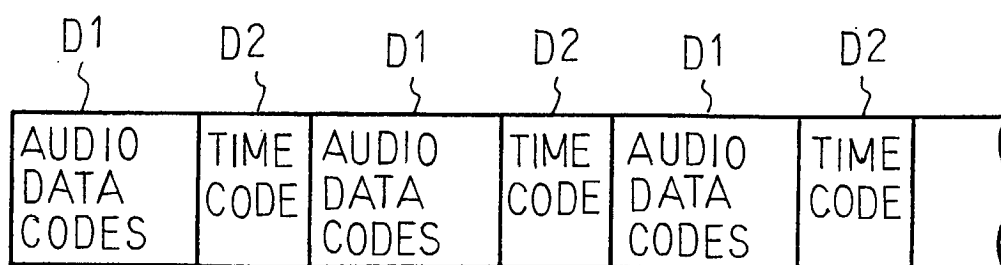 D1 D2 D1 D2 D1 D2
AUDIO TIME AUDIO TIME AUDIO TIME
DATA CODE DATA CODE DATA CODE
CODES CODES CODES